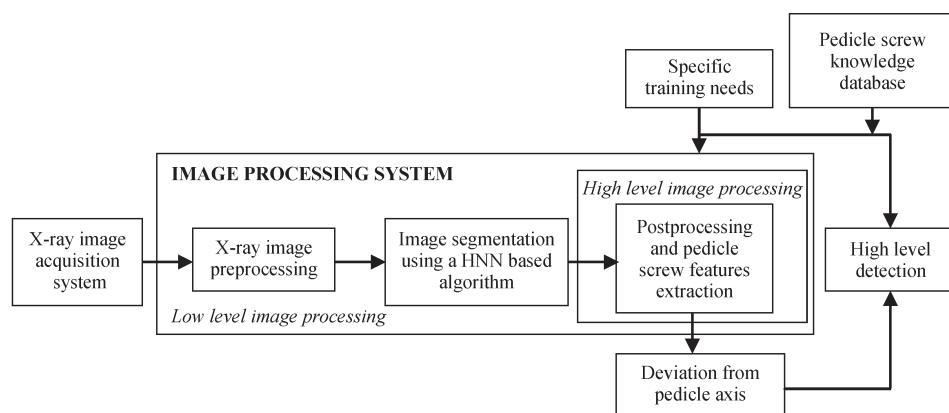 Pedicle screw
knowledge
database
Specific
training needs
IMAGE PROCESSING SYSTEM
High level image processing
X-ray image
acquisition
system
X-ray image
preprocessing
Image segmentation
using a HNN based
algorithm
Postprocessing
and pedicle
screw features
extraction
High level
detection
Low level image processing
Deviation from
pedicle axis